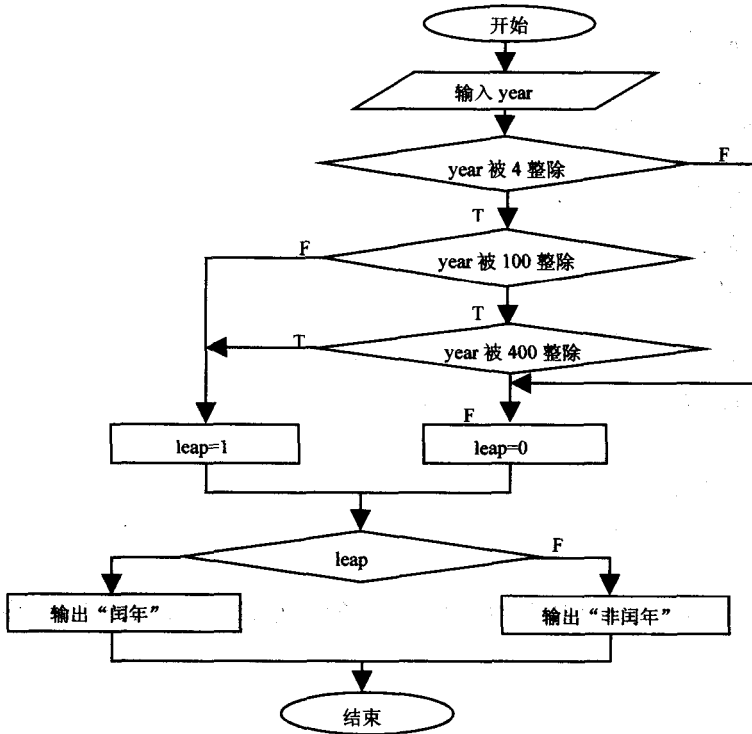 开始
输入 year
year 被 4 整除
F
T
year 被 100 整除
F
T
year 被 400 整除
T
F
leap=1
leap=0
leap
F
输出“闰年”
输出“非闰年”
结束